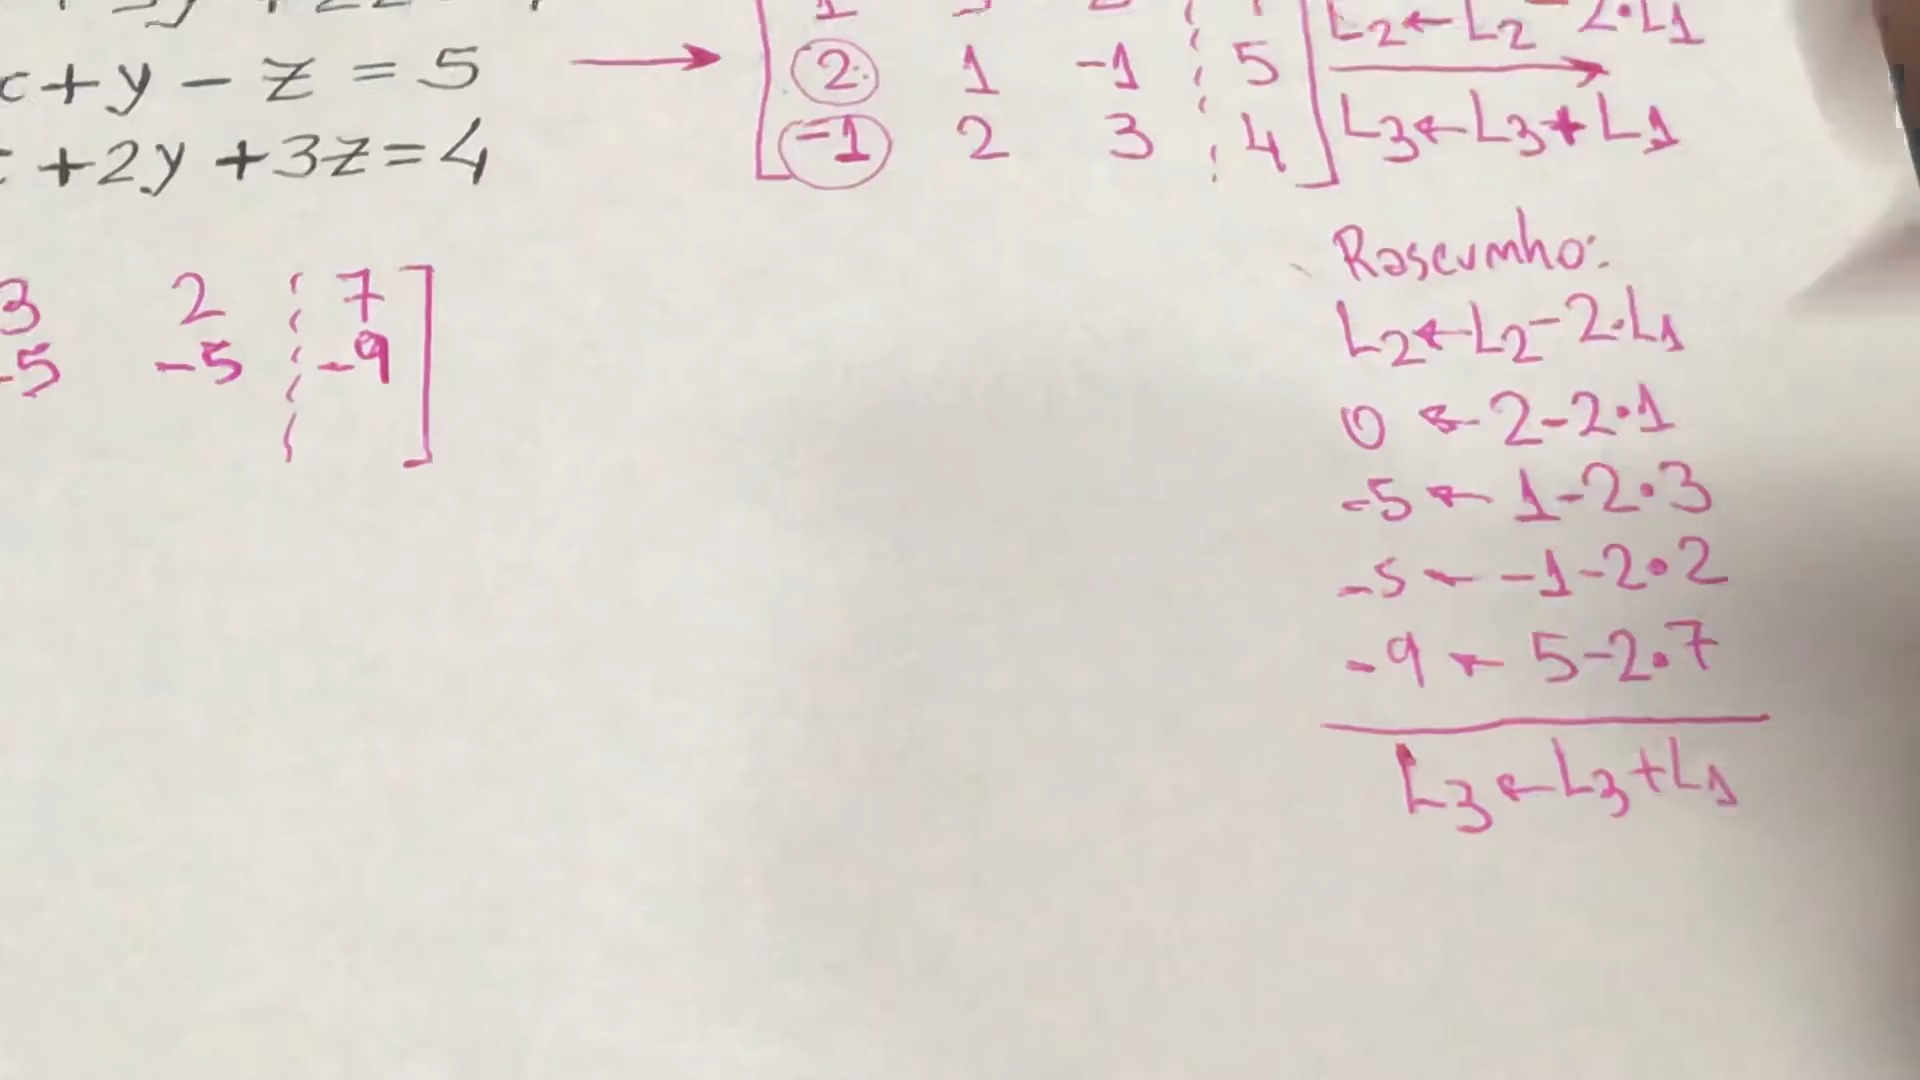 +y − z = 5
+2y +3z=4
→
2 1 -1 5
-1 2 3 4
L2←L2-2•L1
L3←L3+L1
3 2 7
-5 -5 -9
Rascunho:
L2←L2-2•L1
0 ← 2-2•1
-5 ← 1-2•3
-5 ← -1-2•2
-9 ← 5-2•7
L3←L3+L1